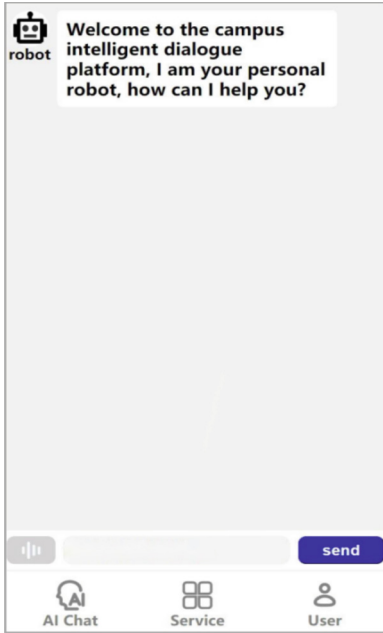 robot
Welcome to the campus
intelligent dialogue
platform, I am your personal
robot, how can I help you?
send
AI
AI Chat
Service
User